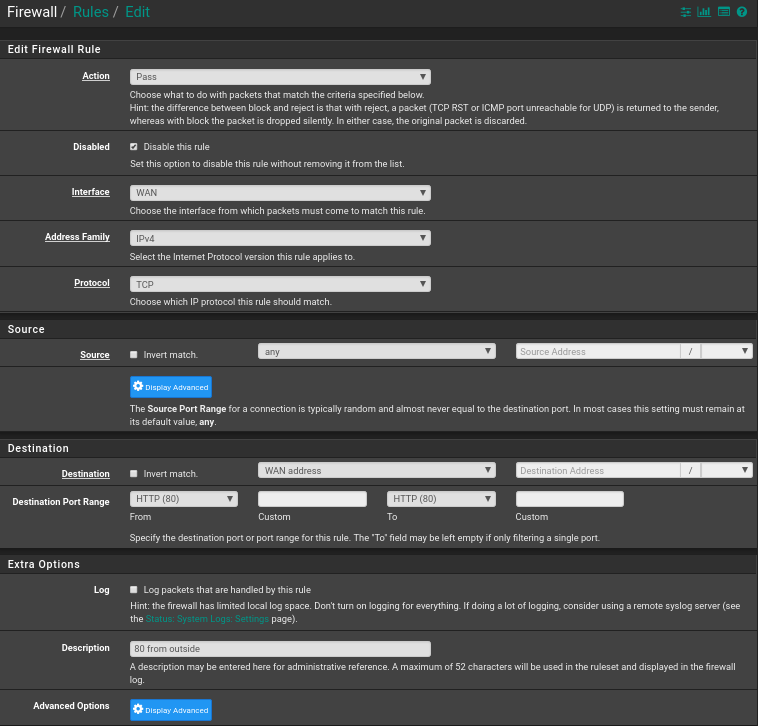 Firewall / Rules / Edit
Edit Firewall Rule
Action
Pass
Choose what to do with packets that match the criteria specified below.
Hint: the difference between block and reject is that with reject, a packet (TCP RST or ICMP port unreachable for UDP) is returned to the sender,
whereas with block the packet is dropped silently. In either case, the original packet is discarded.
Disabled
Disable this rule
Set this option to disable this rule without removing it from the list.
Interface
WAN
Choose the interface from which packets must come to match this rule.
Address Family
IPv4
Select the Internet Protocol version this rule applies to.
Protocol
TCP
Choose which IP protocol this rule should match.
Source
Source
Invert match.
any
Source Address
/
Display Advanced
The Source Port Range for a connection is typically random and almost never equal to the destination port. In most cases this setting must remain at
its default value, any.
Destination
Destination
Invert match.
WAN address
Destination Address
/
Destination Port Range
HTTP (80)
HTTP (80)
From
Custom
To
Custom
Specify the destination port or port range for this rule. The "To" field may be left empty if only filtering a single port.
Extra Options
Log
Log packets that are handled by this rule
Hint: the firewall has limited local log space. Don't turn on logging for everything. If doing a lot of logging, consider using a remote syslog server (see
the Status: System Logs: Settings page).
Description
80 from outside
A description may be entered here for administrative reference. A maximum of 52 characters will be used in the ruleset and displayed in the firewall
log.
Advanced Options
Display Advanced